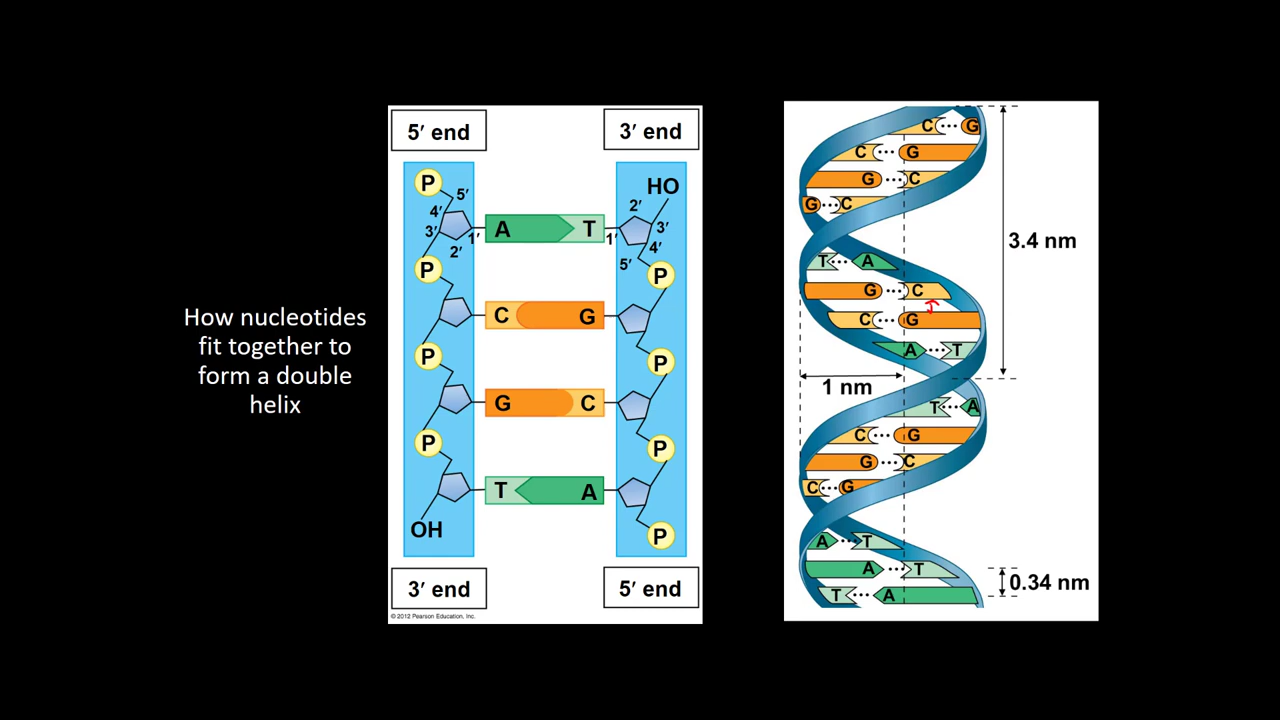 How nucleotides
fit together to
form a double
helix
5′ end
3′ end
P
5′
4′
3′
2′
1′
A T
HO
2′
3′
1′
4′
5′
P
P
C G
P
P
G C
P
P
T A
OH
P
3′ end
5′ end
© 2012 Pearson Education, Inc.
C G
C G
G C
G C
T A
G C
C G
A T
3.4 nm
1 nm
T A
C G
G C
C G
A T
A T
T A
0.34 nm